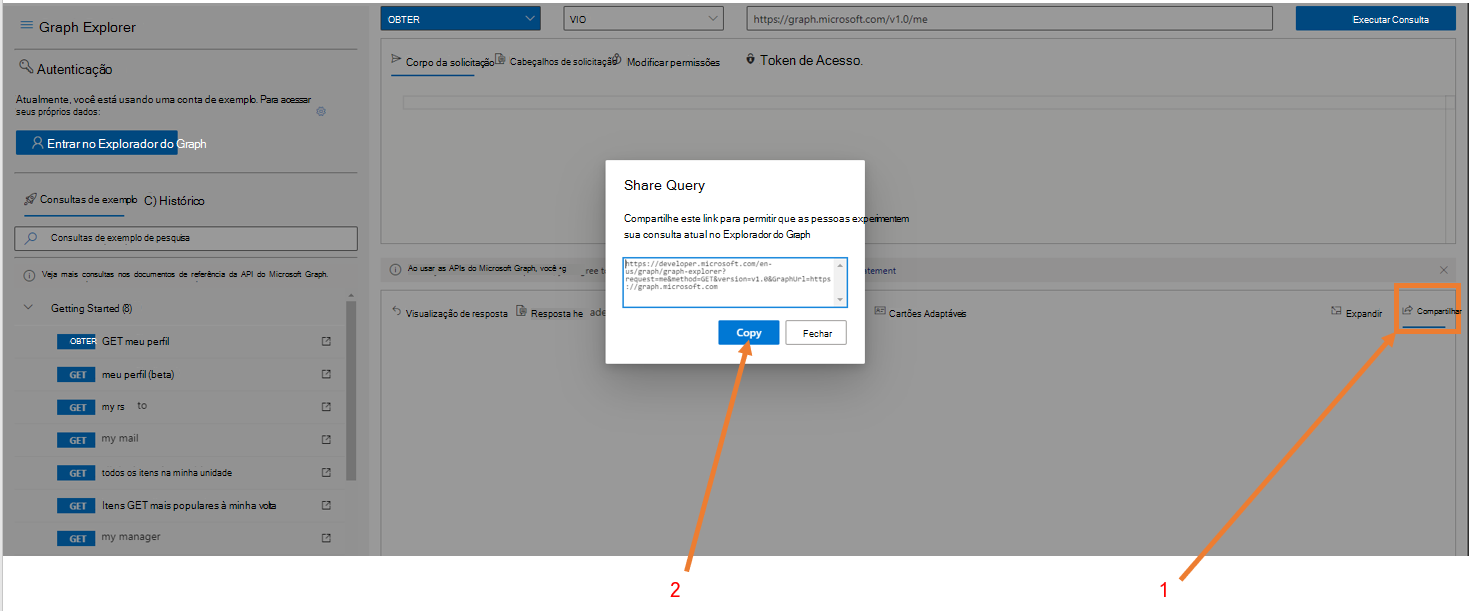 Graph Explorer
OBTER
VIO
https://graph.microsoft.com/v1.0/me
Executar Consulta
Autenticação
Atualmente, você está usando uma conta de exemplo. Para acessar
seus próprios dados:
Entrar no Explorador do Graph
Corpo da solicitação
Cabeçalhos de solicitação
Modificar permissões
Token de Acesso.
Consultas de exemplo
C) Histórico
Consultas de exemplo de pesquisa
Veja mais consultas nos documentos de referência da API do Microsoft Graph.
Getting Started (8)
OBTER GET meu perfil
GET meu perfil (beta)
GET my rs to
GET my mail
GET todos os itens na minha unidade
GET Itens GET mais populares à minha volta
GET my manager
Share Query
Compartilhe este link para permitir que as pessoas experimentem
sua consulta atual no Explorador do Graph
https://developer.microsoft.com/en-
us/graph/graph-explorer?
request=me&method=GET&version=v1.0&GraphUrl=https
://graph.microsoft.com
Copy
Fechar
Ao usar as APIs do Microsoft Graph, você •g
ree to
atement
Visualização de resposta
Resposta he
ade
Cartões Adaptáveis
Expandir
Compartilhar
2
1